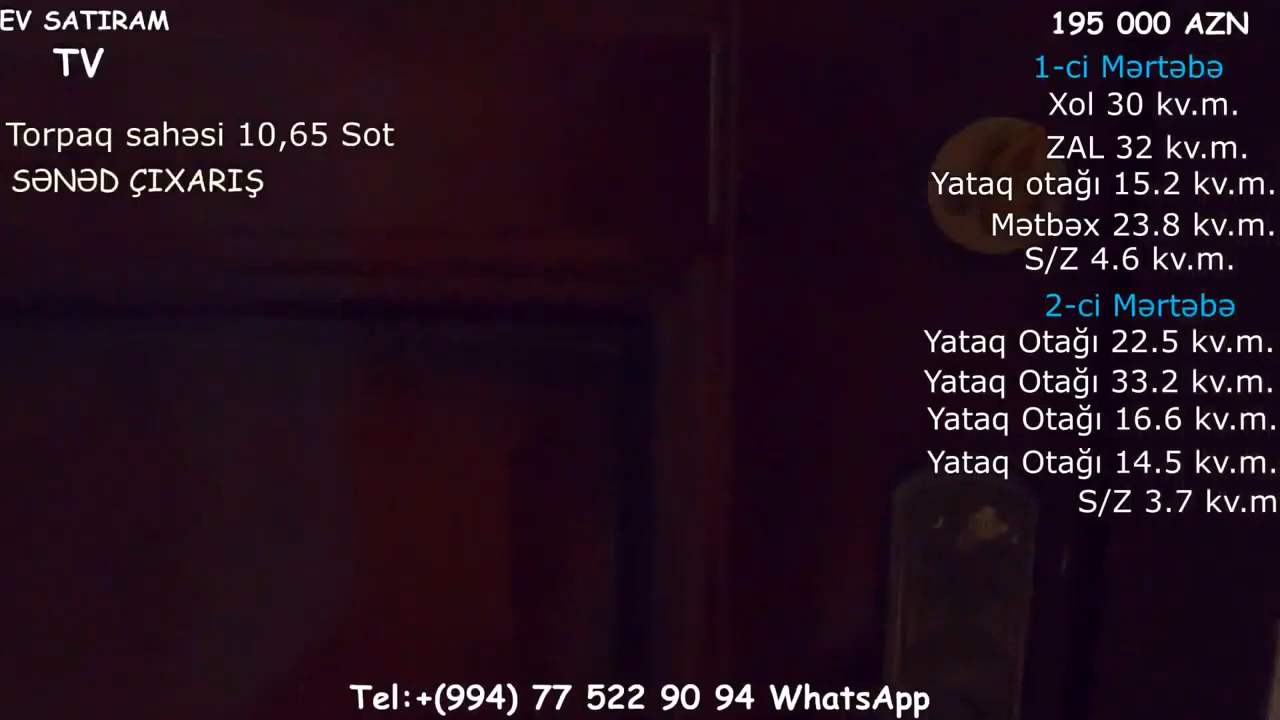 EV SATIRAM
TV
Torpaq sahəsi 10,65 Sot
SƏNƏD ÇIXARIŞ
195 000 AZN
1-ci Mərtəbə
Xol 30 kv.m.
ZAL 32 kv.m.
Yataq otağı 15.2 kv.m.
Mətbəx 23.8 kv.m.
S/Z 4.6 kv.m.
2-ci Mərtəbə
Yataq Otağı 22.5 kv.m.
Yataq Otağı 33.2 kv.m.
Yataq Otağı 16.6 kv.m.
Yataq Otağı 14.5 kv.m.
S/Z 3.7 kv.m
Tel:+(994) 77 522 90 94 WhatsApp